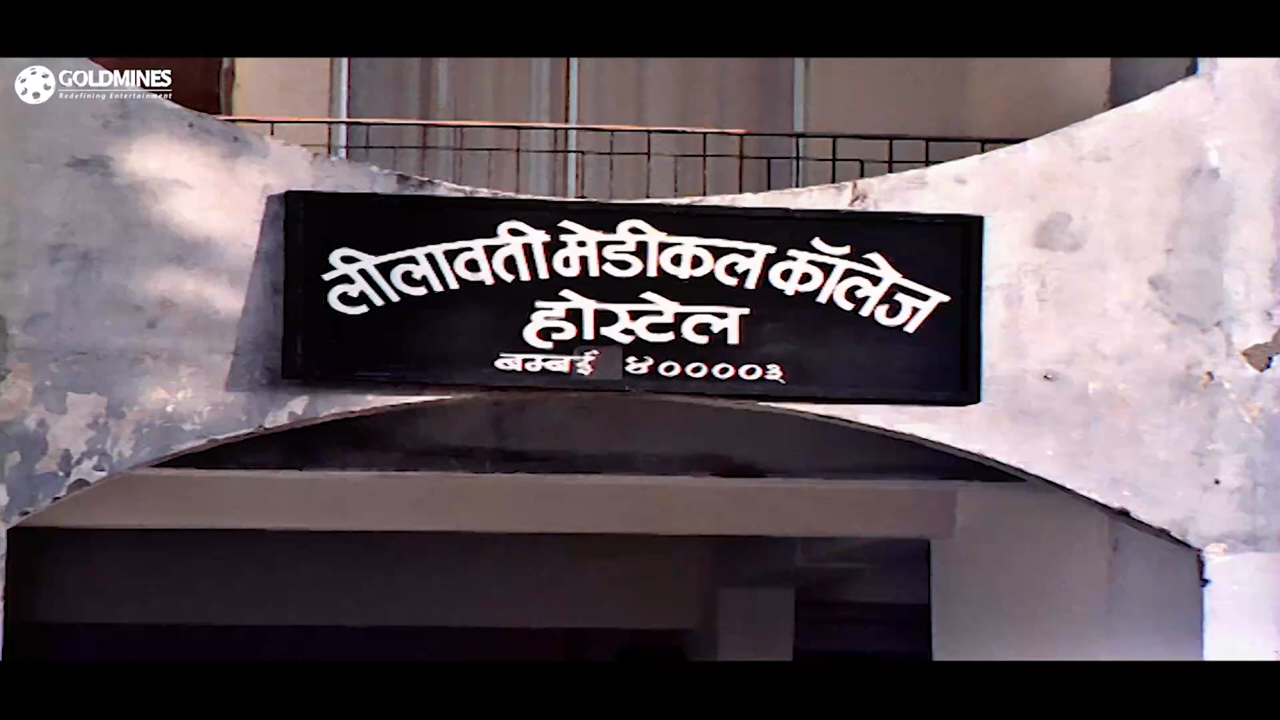 GOLDMINES
Redefining Entertainment
लीलावती मेडीकल कॉलेज
होस्टेल
बम्बई ४००००३